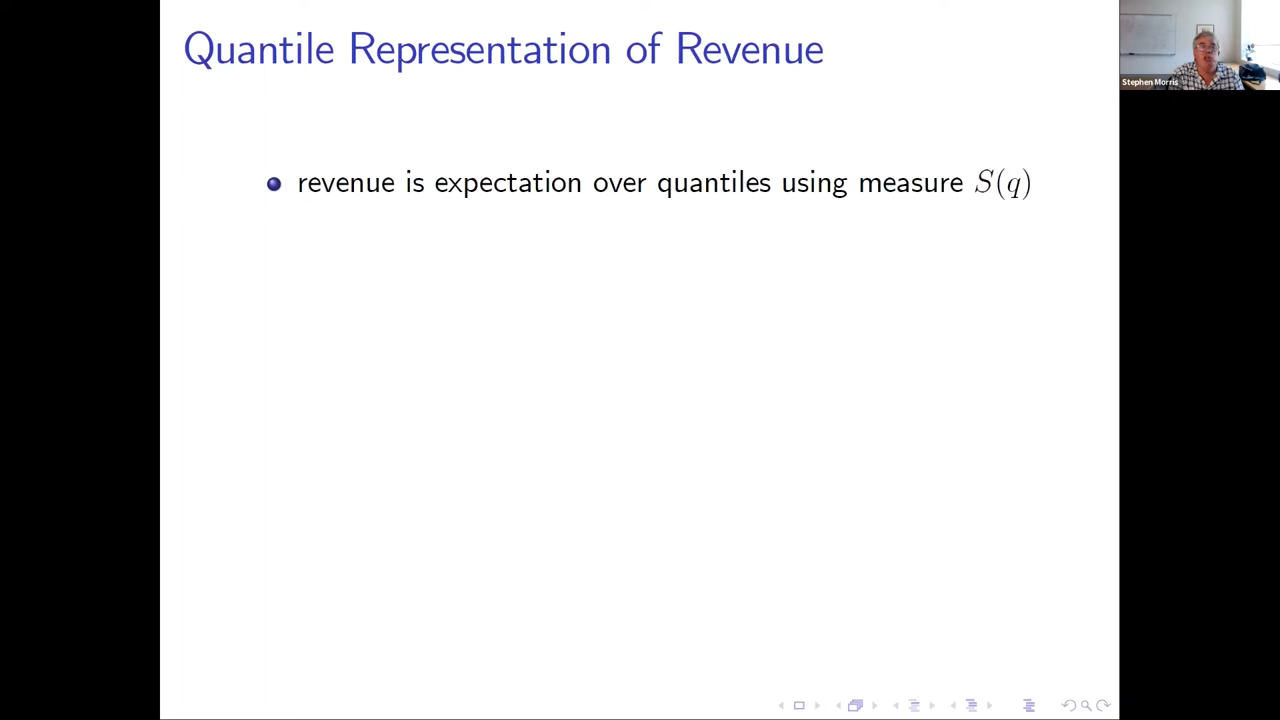 Quantile Representation of Revenue
Stephen Morris
revenue is expectation over quantiles using measure S(q)